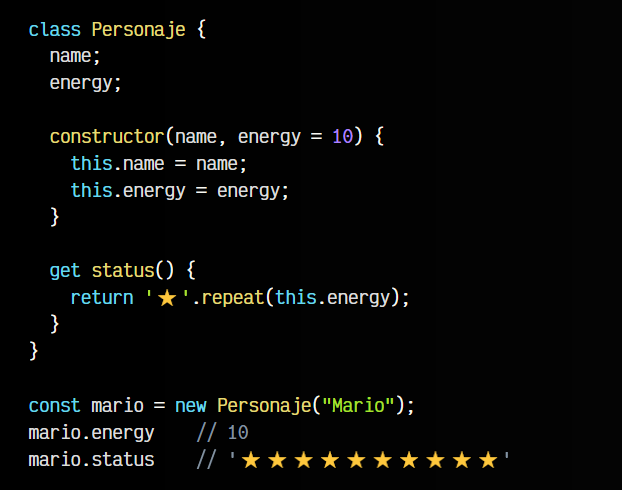 class Personaje {
  name;
  energy;

  constructor(name, energy = 10) {
    this.name = name;
    this.energy = energy;
  }

  get status() {
    return '⭐'.repeat(this.energy);
  }
}

const mario = new Personaje("Mario");
mario.energy    // 10
mario.status    // '⭐⭐⭐⭐⭐⭐⭐⭐⭐⭐'